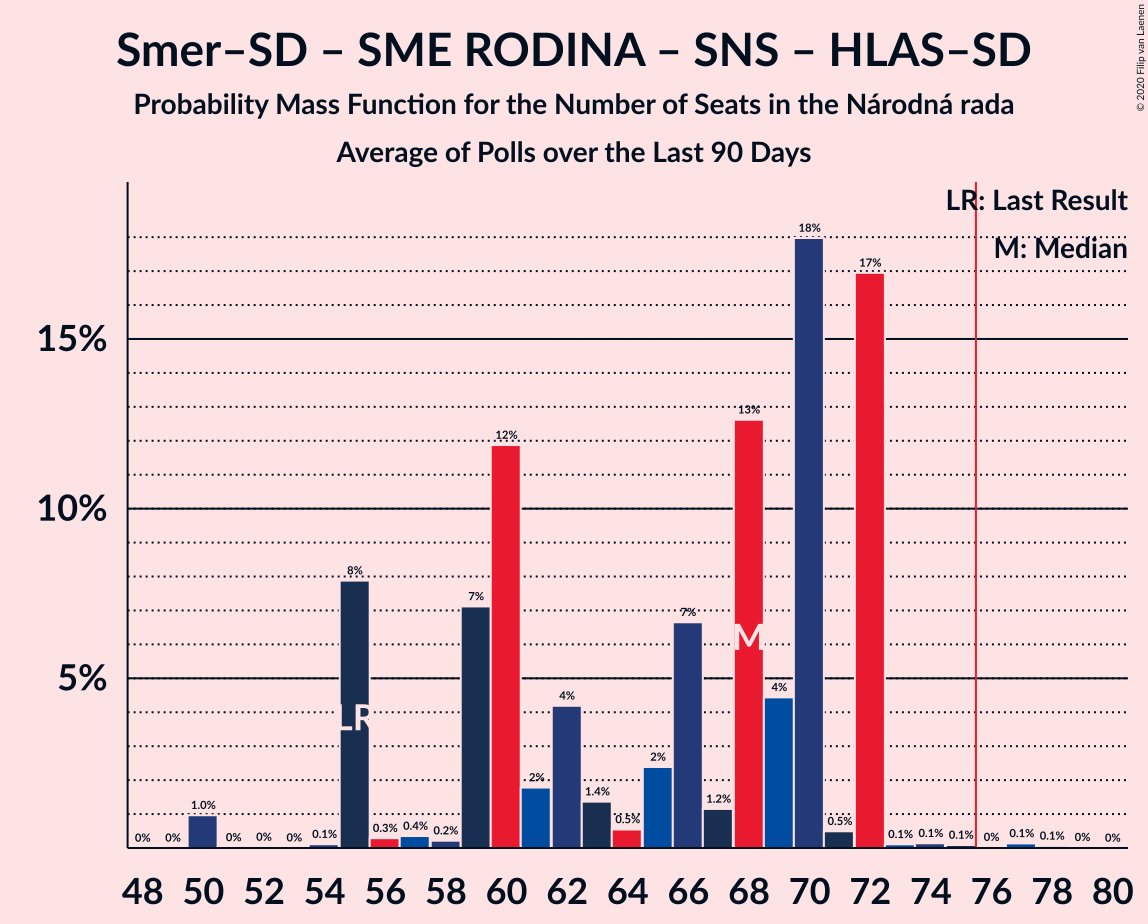 Smer–SD – SME RODINA – SNS – HLAS–SD
Probability Mass Function for the Number of Seats in the Národná rada
Average of Polls over the Last 90 Days
© 2020 Filip van Laenen
LR: Last Result
M: Median
15%
10%
5%
0% 0% 1.0% 0% 0% 0% 0.1% 8% 0.3% 0.4% 0.2% 7% 12% 2% 4% 1.4% 0.5% 2% 7% 1.2% 13% 4% 18% 0.5% 17% 0.1% 0.1% 0.1% 0% 0.1% 0.1% 0% 0%
LR
M
48 50 52 54 56 58 60 62 64 66 68 70 72 74 76 78 80